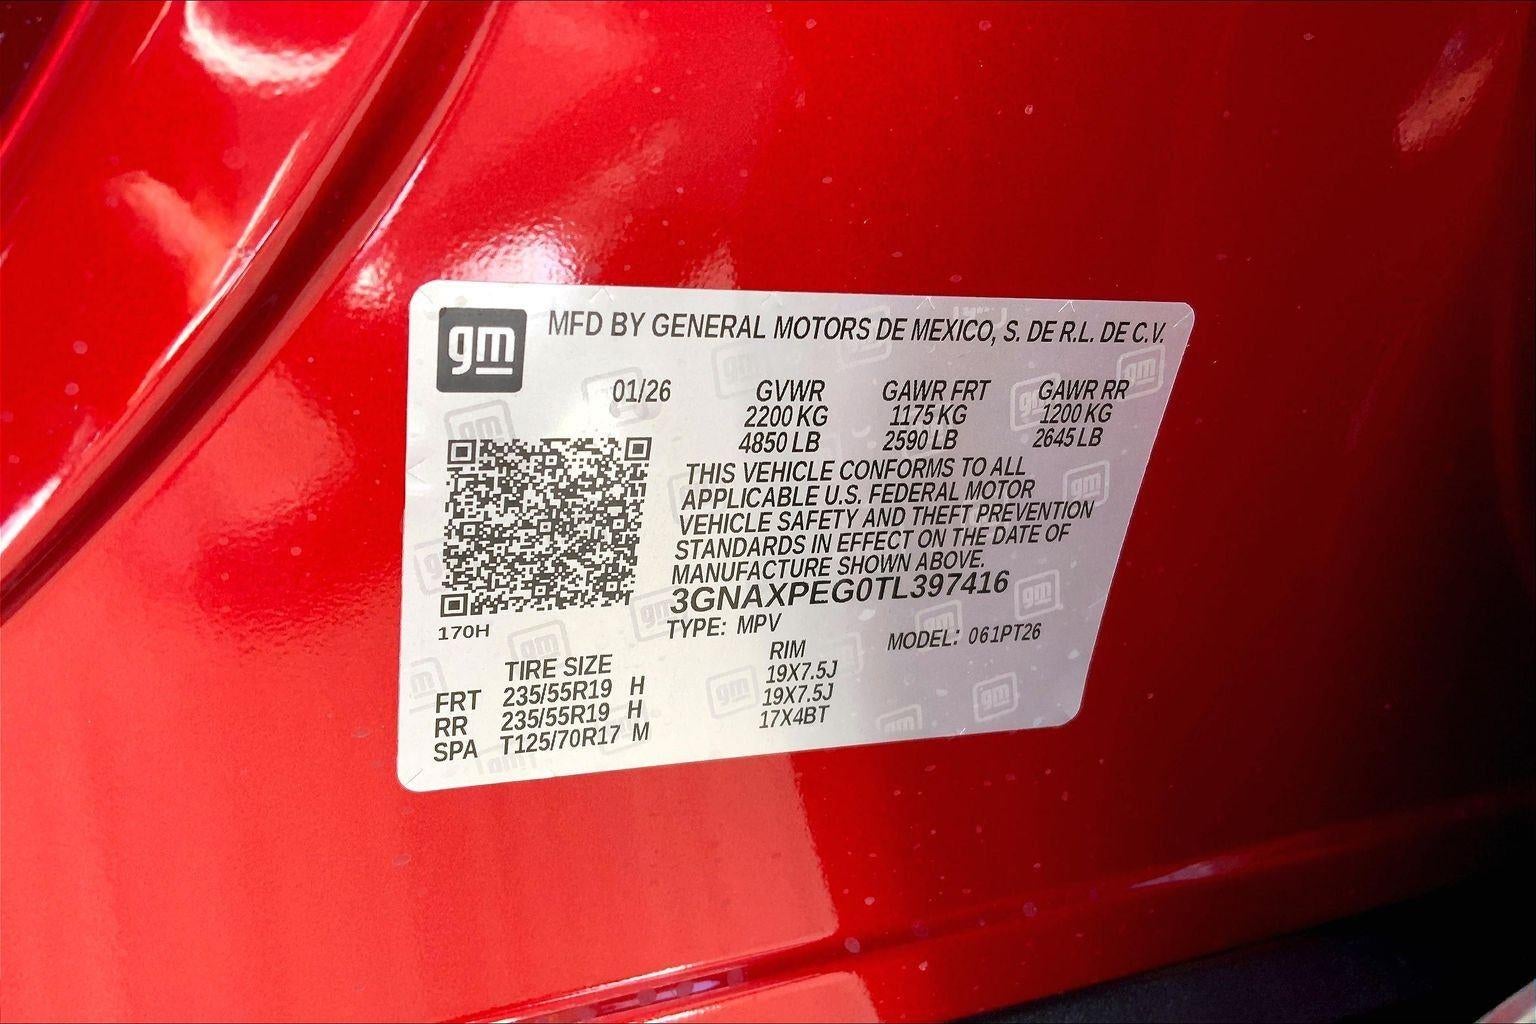 gm MFD BY GENERAL MOTORS DE MEXICO, S. DE R.L. DE C.V.
01/26 GVWR GAWR FRT GAWR RR
2200 KG 1175 KG 1200 KG
4850 LB 2590 LB 2645 LB
THIS VEHICLE CONFORMS TO ALL
APPLICABLE U.S. FEDERAL MOTOR
VEHICLE SAFETY AND THEFT PREVENTION
STANDARDS IN EFFECT ON THE DATE OF
MANUFACTURE SHOWN ABOVE.
3GNAXPEG0TL397416
170H
TYPE: MPV MODEL: 061PT26
TIRE SIZE RIM
FRT 235/55R19 H 19X7.5J
RR 235/55R19 H 19X7.5J
SPA T125/70R17 M 17X4BT